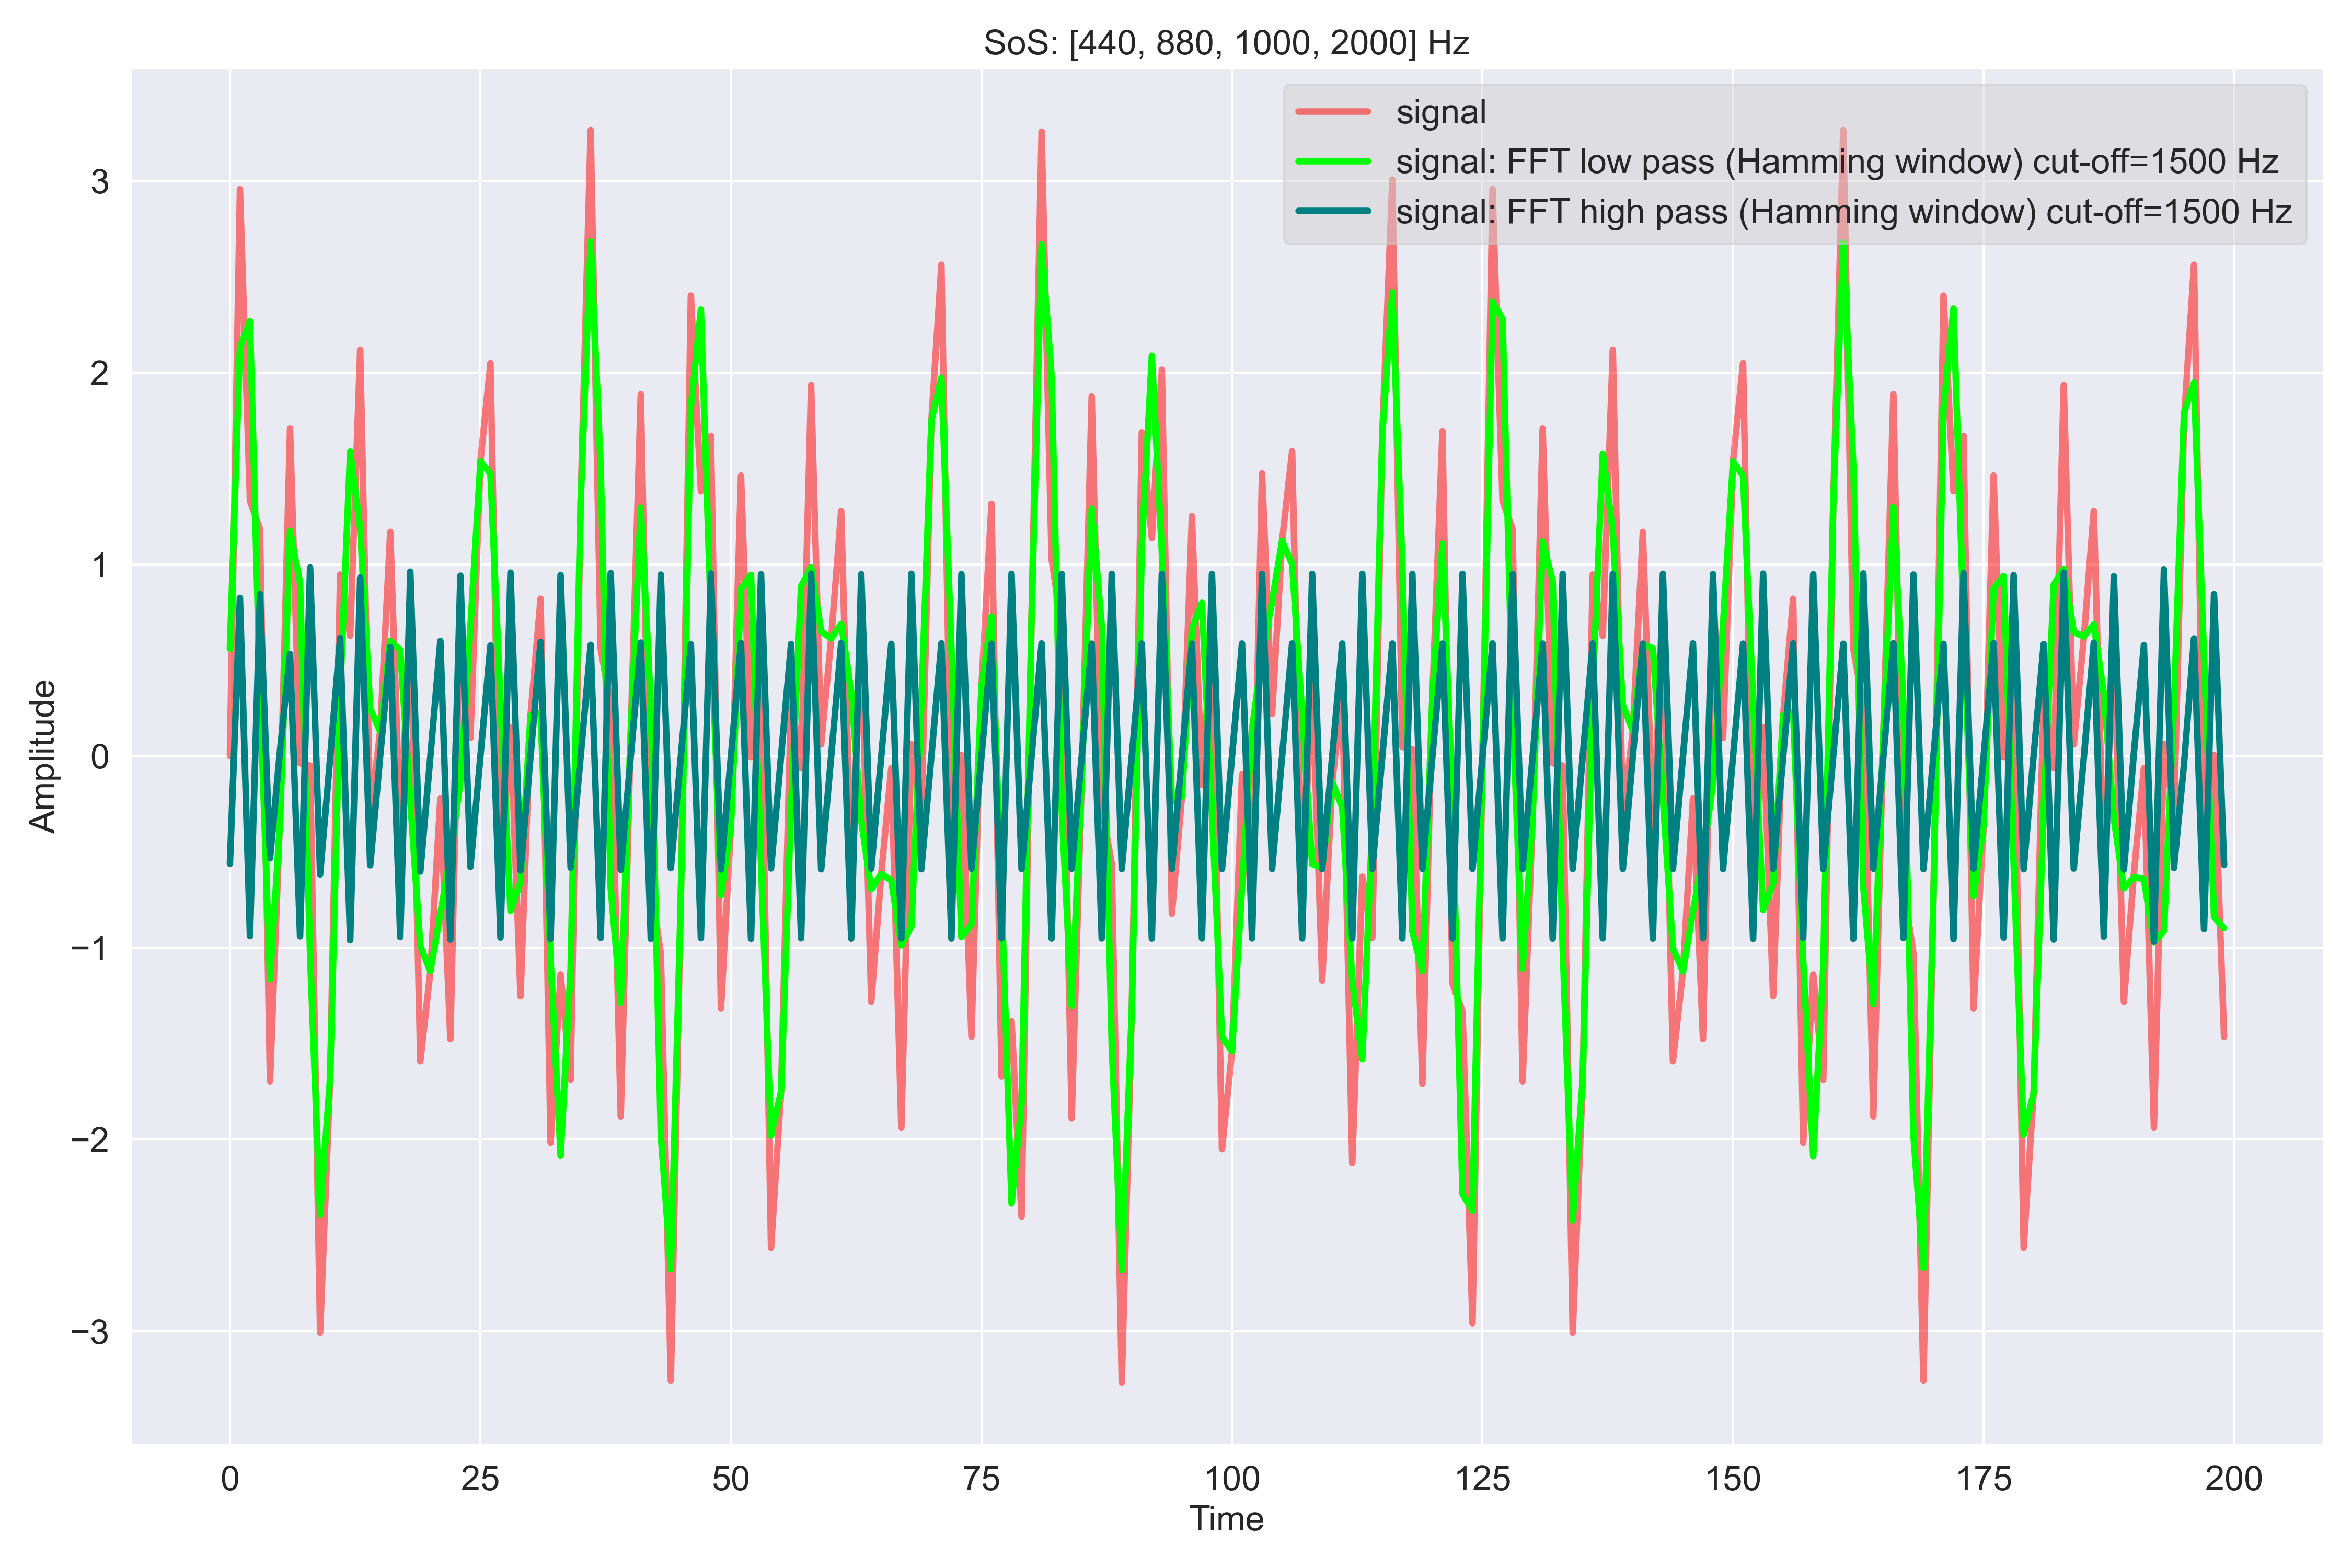 SoS: [440, 880, 1000, 2000] Hz
signal
signal: FFT low pass (Hamming window) cut-off=1500 Hz
signal: FFT high pass (Hamming window) cut-off=1500 Hz
Amplitude
3
2
1
0
−1
−2
−3
0 25 50 75 100 125 150 175 200
Time